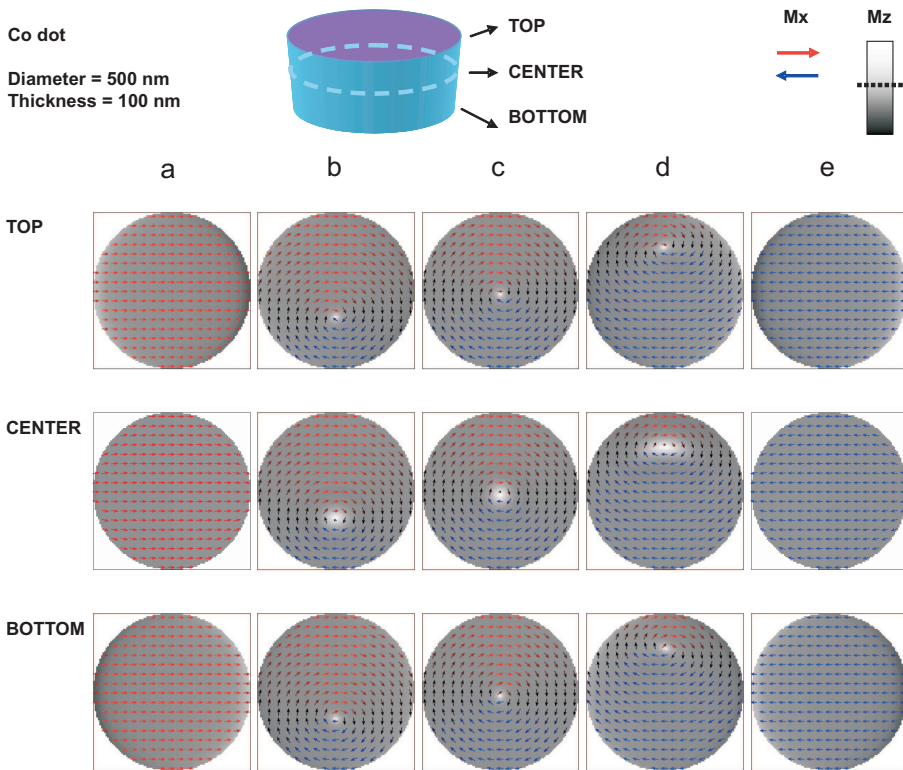 Co dot
Diameter = 500 nm
Thickness = 100 nm
TOP
CENTER
BOTTOM
Mx
Mz
a b c d e
TOP
CENTER
BOTTOM